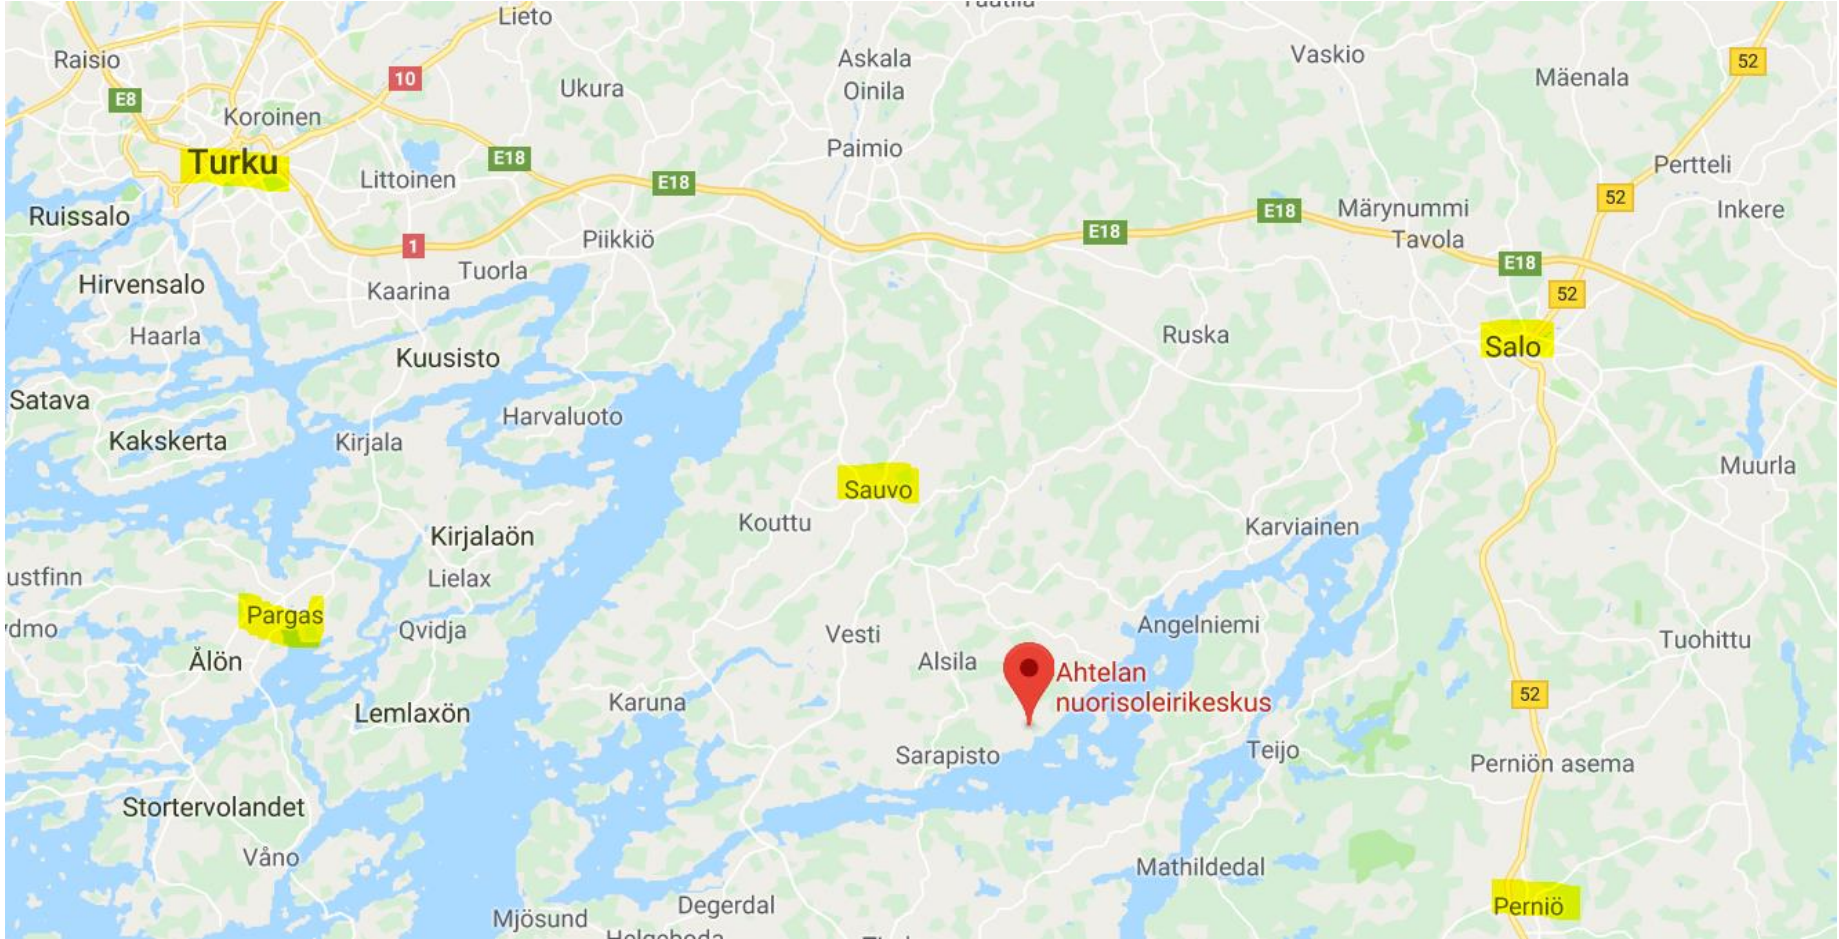 Lieto
Raisio
Askala
Oinila
Vaskio
52
Mäenala
10
Ukura
E8
Koroinen
Turku
E18
Paimio
Pertteli
Littoinen
E18
52
Ruissalo
E18
E18
Märynummi
Inkere
1
Piikkiö
Tavola
Tuorla
E18
Hirvensalo
Kaarina
52
Haarla
Ruska
Salo
Kuusisto
Satava
Harvaluoto
Kakskerta
Kirjala
Muurla
Sauvo
Kouttu
Karviainen
Kirjalaön
ustfinn
Lielax
Pargas
ydmo
Qvidja
Vesti
Angelniemi
Tuohittu
Ålön
Alsila
Ahtelan
nuorisoleirikeskus
52
Karuna
Lemlaxön
Sarapisto
Teijo
Perniön asema
Stortervolandet
Våno
Mathildedal
Degerdal
Perniö
Mjösund